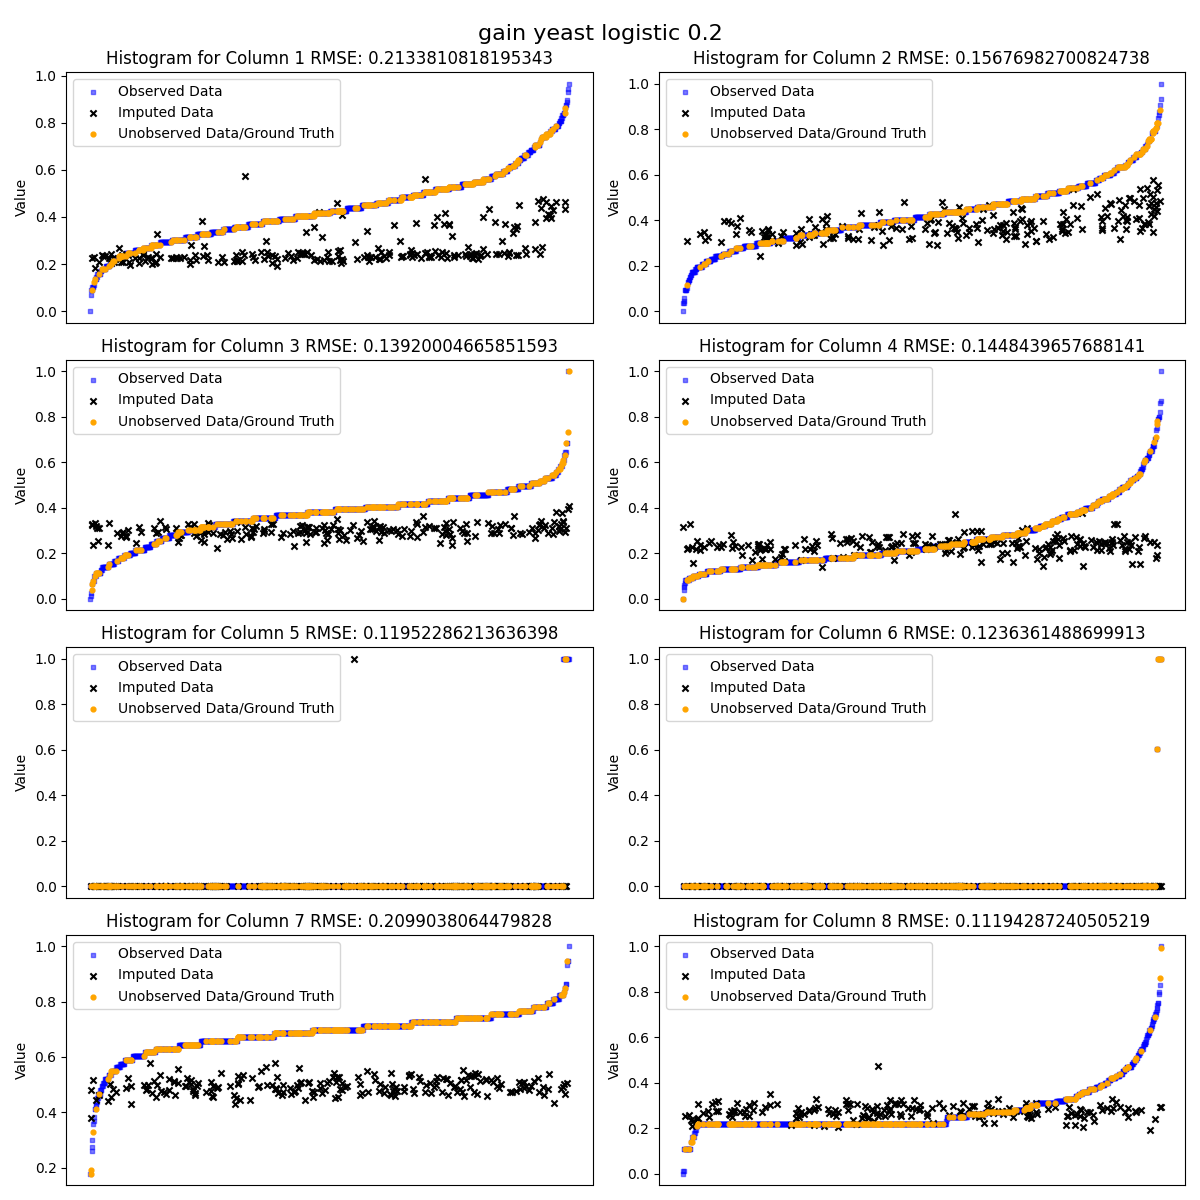 gain yeast logistic 0.2
Histogram for Column 1 RMSE: 0.2133810818195343
Value
1.0
0.8
0.6
0.4
0.2
0.0
Observed Data
Imputed Data
Unobserved Data/Ground Truth
Histogram for Column 2 RMSE: 0.15676982700824738
Value
1.0
0.8
0.6
0.4
0.2
0.0
Observed Data
Imputed Data
Unobserved Data/Ground Truth
Histogram for Column 3 RMSE: 0.13920004665851593
Value
1.0
0.8
0.6
0.4
0.2
0.0
Observed Data
Imputed Data
Unobserved Data/Ground Truth
Histogram for Column 4 RMSE: 0.1448439657688141
Value
1.0
0.8
0.6
0.4
0.2
0.0
Observed Data
Imputed Data
Unobserved Data/Ground Truth
Histogram for Column 5 RMSE: 0.11952286213636398
Value
1.0
0.8
0.6
0.4
0.2
0.0
Observed Data
Imputed Data
Unobserved Data/Ground Truth
Histogram for Column 6 RMSE: 0.1236361488699913
Value
1.0
0.8
0.6
0.4
0.2
0.0
Observed Data
Imputed Data
Unobserved Data/Ground Truth
Histogram for Column 7 RMSE: 0.2099038064479828
Value
1.0
0.8
0.6
0.4
0.2
Observed Data
Imputed Data
Unobserved Data/Ground Truth
Histogram for Column 8 RMSE: 0.11194287240505219
Value
1.0
0.8
0.6
0.4
0.2
0.0
Observed Data
Imputed Data
Unobserved Data/Ground Truth